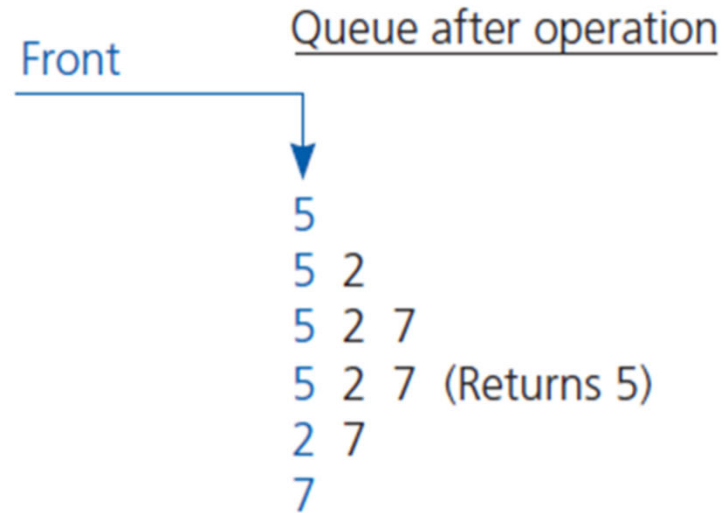 Queue after operation
Front
5
5 2
5 2 7
5 2 7 (Returns 5)
2 7
7